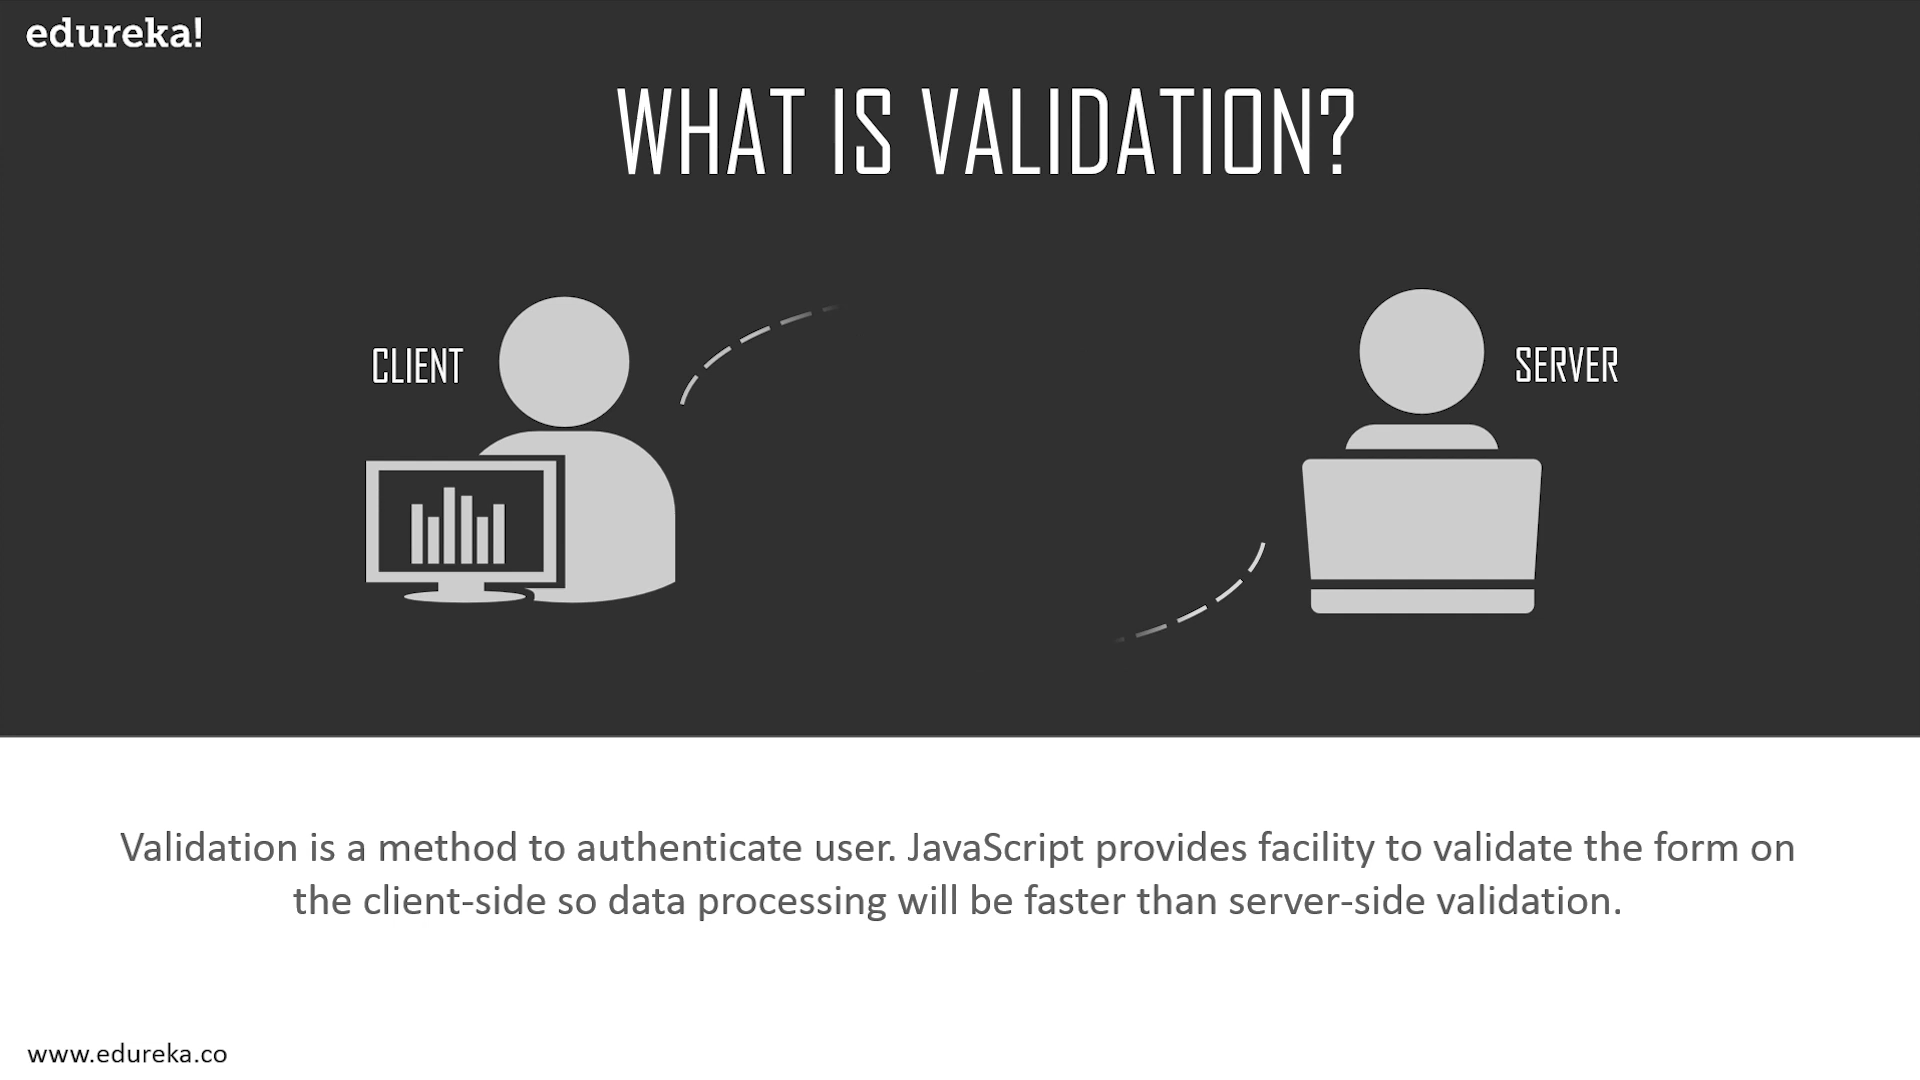 edureka!
WHAT IS VALIDATION?
CLIENT
SERVER
Validation is a method to authenticate user. JavaScript provides facility to validate the form on
the client-side so data processing will be faster than server-side validation.
www.edureka.co